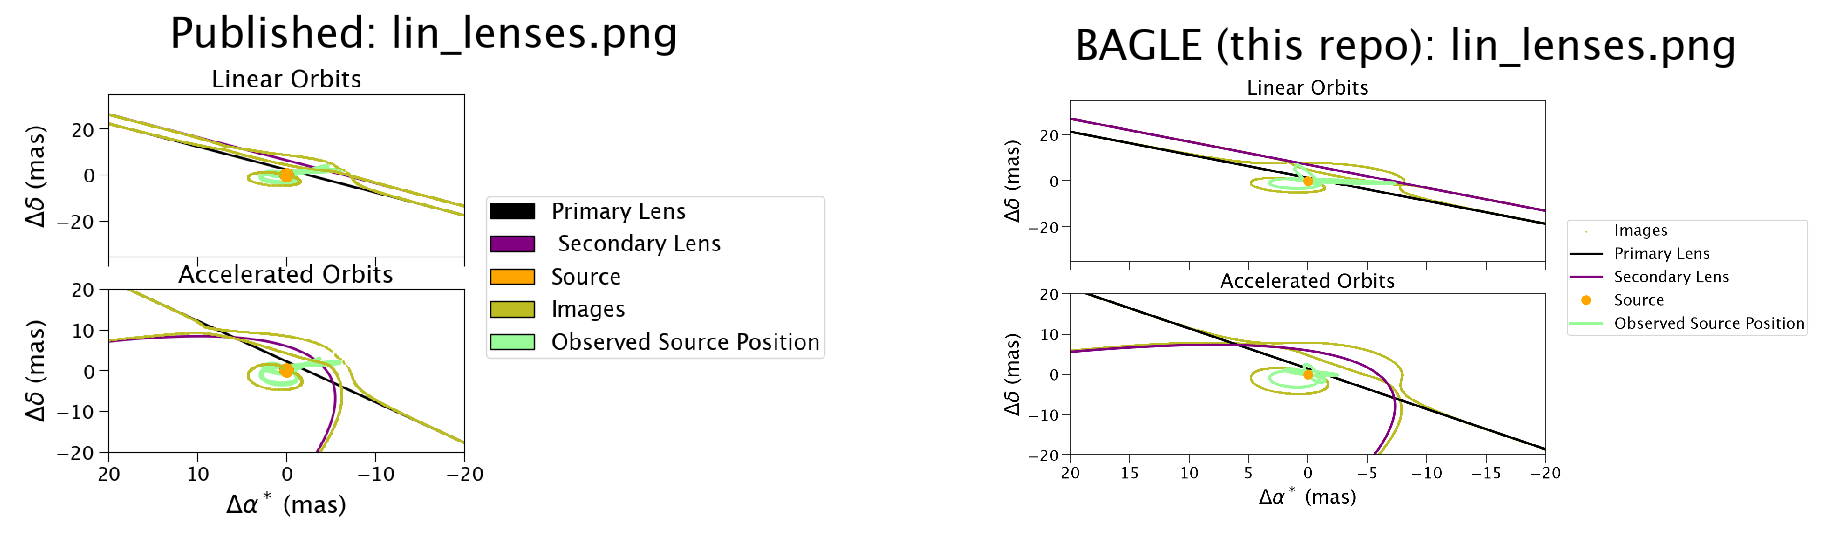 Published: lin_lenses.png
Linear Orbits
20
0
−20
Δδ (mas)
Accelerated Orbits
20
10
0
−10
−20
Δδ (mas)
20 10 0 −10 −20
Δα* (mas)
Primary Lens
Secondary Lens
Source
Images
Observed Source Position
BAGLE (this repo): lin_lenses.png
Linear Orbits
20
0
−20
Δδ (mas)
Accelerated Orbits
20
10
0
−10
−20
Δδ (mas)
20 15 10 5 0 −5 −10 −15 −20
Δα* (mas)
Images
Primary Lens
Secondary Lens
Source
Observed Source Position